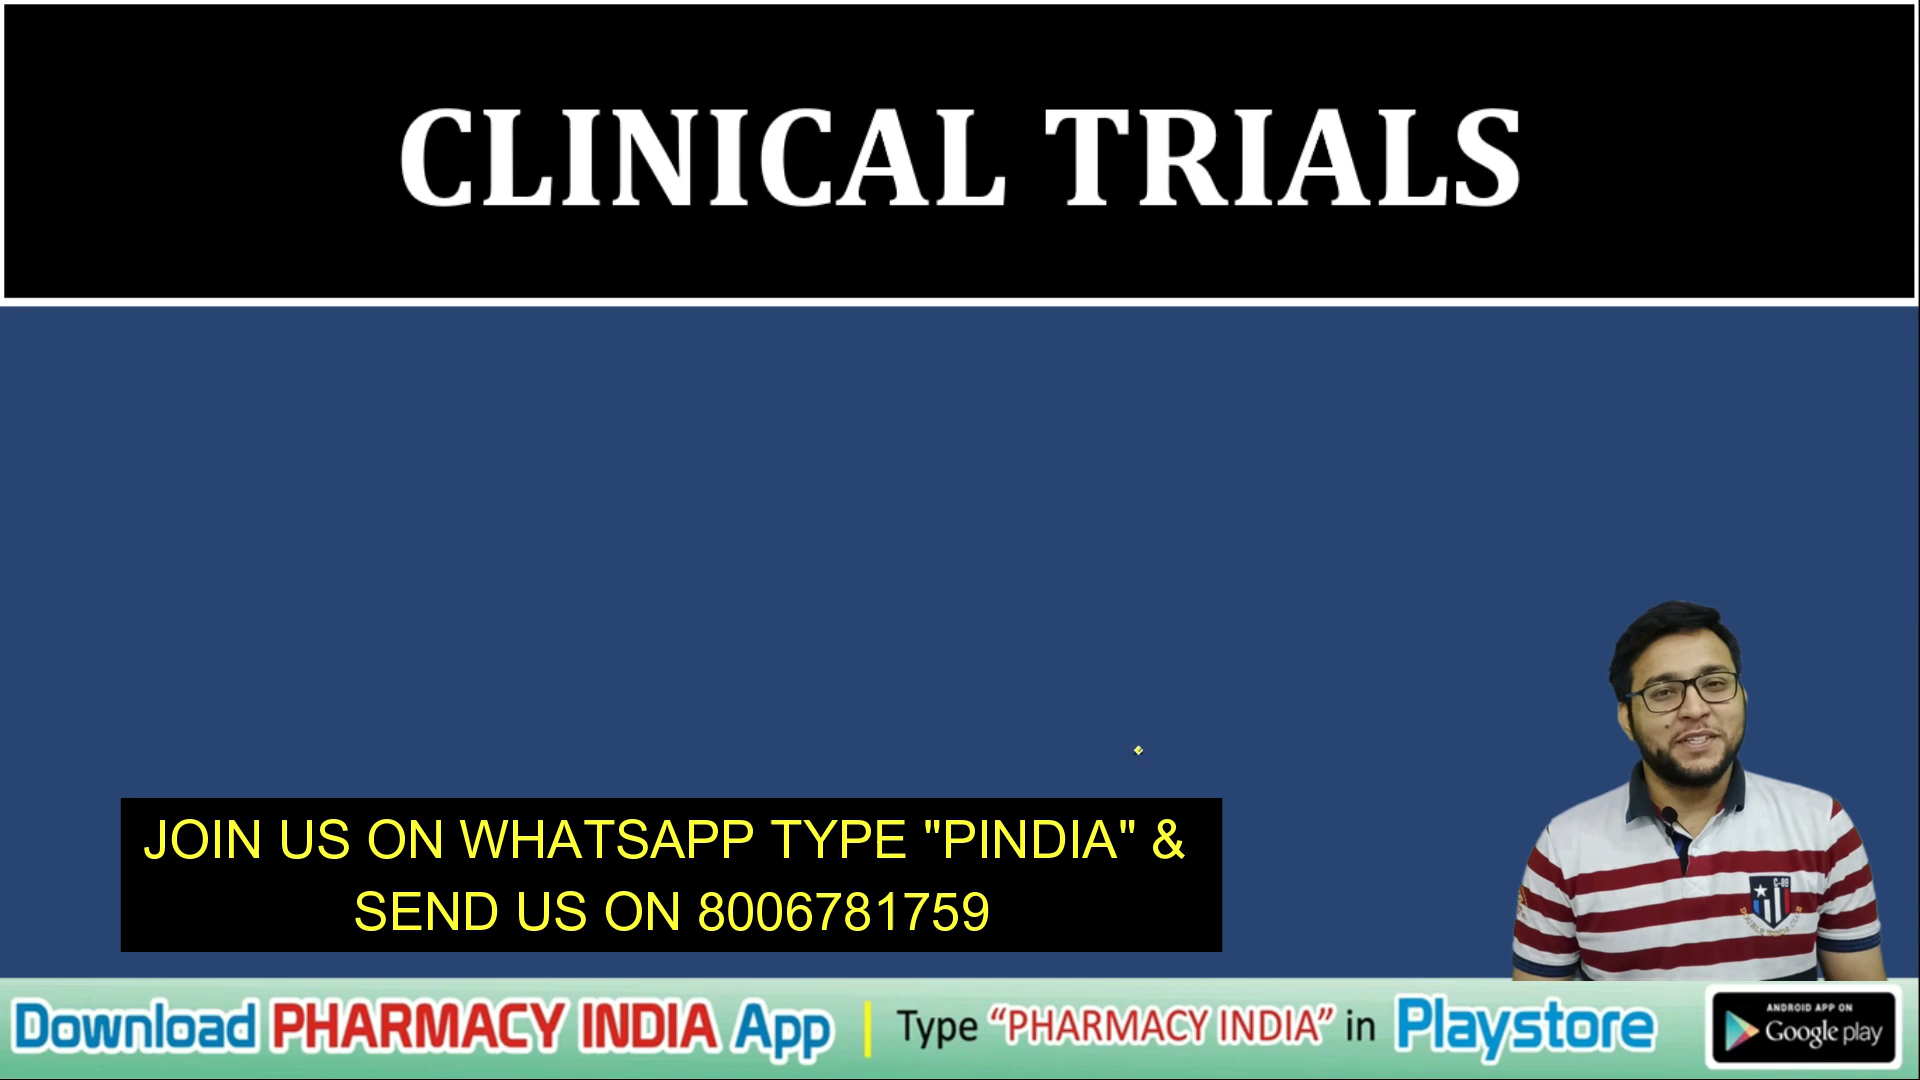 CLINICAL TRIALS
JOIN US ON WHATSAPP TYPE "PINDIA" &
SEND US ON 8006781759
C-89
Download PHARMACY INDIA App | Type “PHARMACY INDIA” in Playstore
ANDROID APP ON
Google play